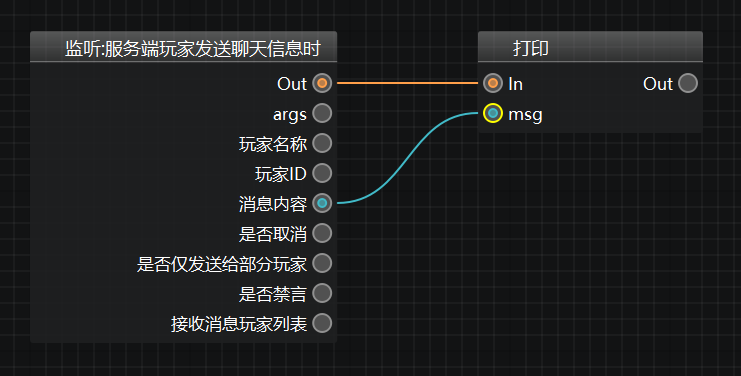 监听:服务端玩家发送聊天信息时
Out
args
玩家名称
玩家ID
消息内容
是否取消
是否仅发送给部分玩家
是否禁言
接收消息玩家列表
打印
In Out
msg